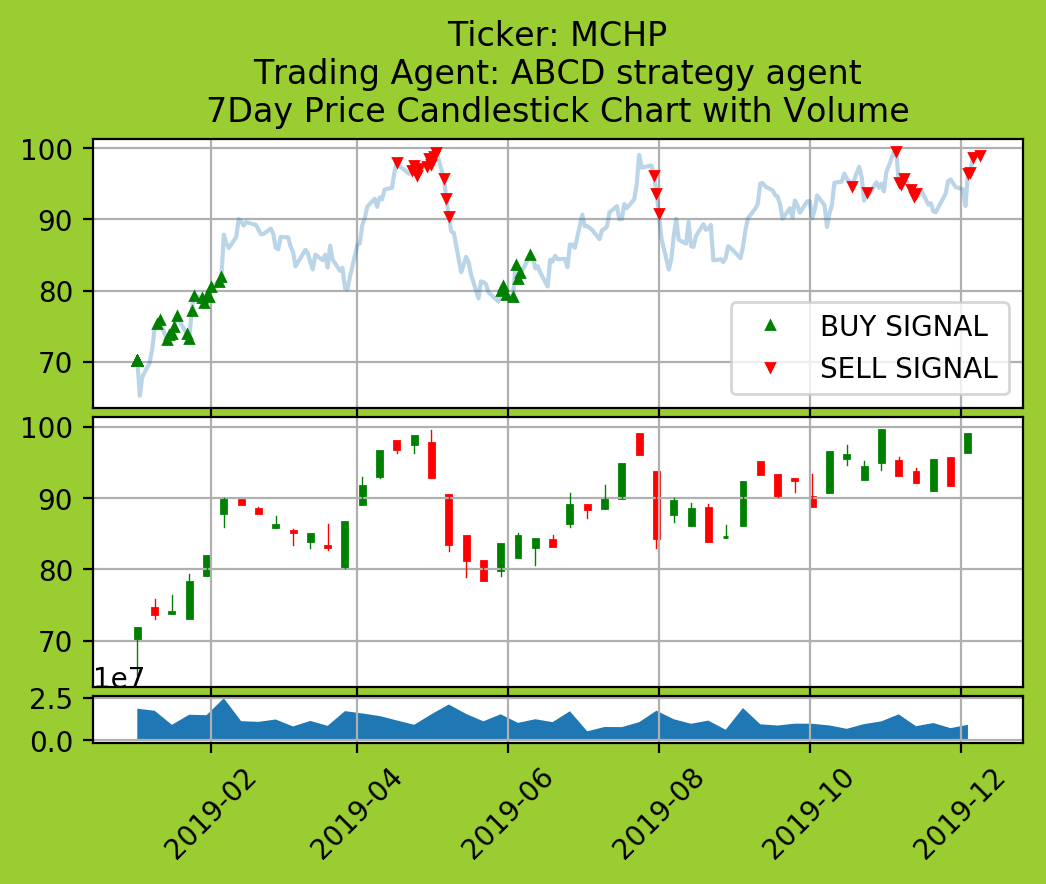 Ticker: MCHP
Trading Agent: ABCD strategy agent
7Day Price Candlestick Chart with Volume
100
90
80
70
BUY SIGNAL
SELL SIGNAL
100
90
80
70
1e7
2.5
0.0
2019-02
2019-04
2019-06
2019-08
2019-10
2019-12